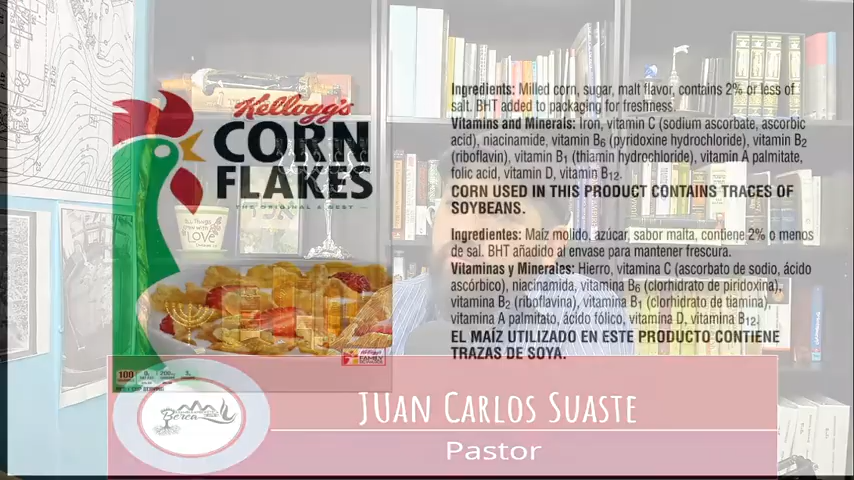 Kellogg's
CORN
FLAKES
THE ORIGINAL & BEST
LOVE
100
Kellogg's
FAMILY
Ingredients: Milled corn, sugar, malt flavor, contains 2% or less of
salt. BHT added to packaging for freshness.
Vitamins and Minerals: Iron, vitamin C (sodium ascorbate, ascorbic
acid), niacinamide, vitamin B6 (pyridoxine hydrochloride), vitamin B2
(riboflavin), vitamin B1 (thiamin hydrochloride), vitamin A palmitate,
folic acid, vitamin D, vitamin B12.
CORN USED IN THIS PRODUCT CONTAINS TRACES OF
SOYBEANS.
Ingredientes: Maíz molido, azúcar, sabor malta, contiene 2% o menos
de sal. BHT añadido al envase para mantener frescura.
Vitaminas y Minerales: Hierro, vitamina C (ascorbato de sodio, ácido
ascórbico), niacinamida, vitamina B6 (clorhidrato de piridoxina),
vitamina B2 (riboflavina), vitamina B1 (clorhidrato de tiamina),
vitamina A palmitato, ácido fólico, vitamina D, vitamina B12.
EL MAÍZ UTILIZADO EN ESTE PRODUCTO CONTIENE
TRAZAS DE SOYA.
Berea
JUan Carlos Suaste
Pastor